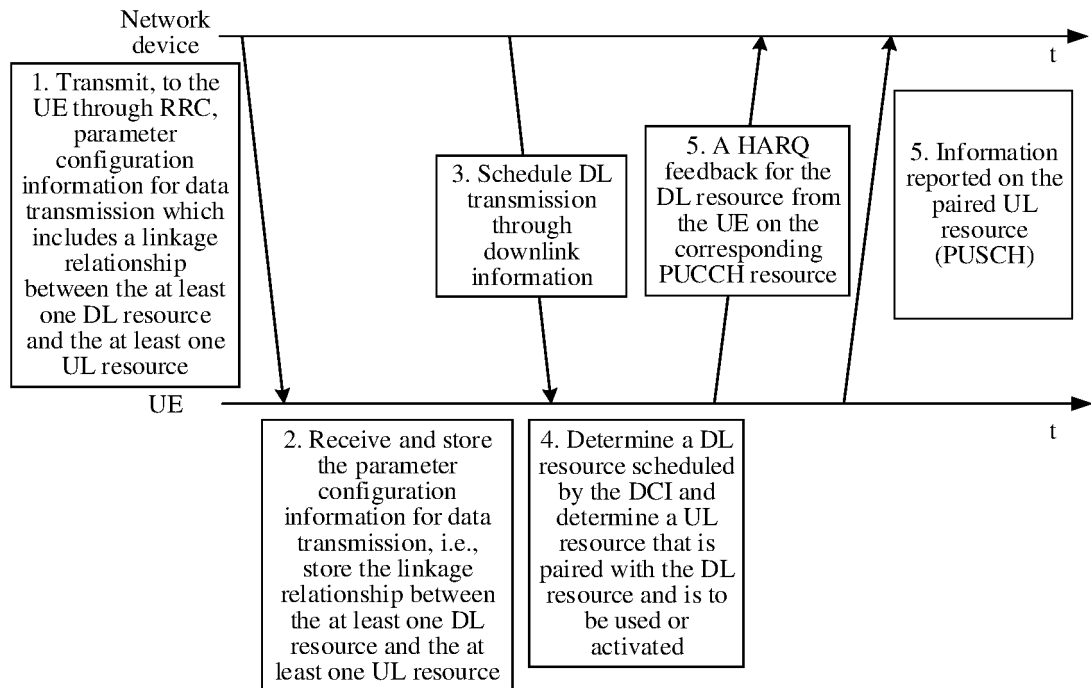 Network
device
t
1. Transmit, to the
UE through RRC,
parameter
configuration
information for data
transmission which
includes a linkage
relationship
between the at least
one DL resource
and the at least one
UL resource
3. Schedule DL
transmission
through
downlink
information
5. A HARQ
feedback for the
DL resource from
the UE on the
corresponding
PUCCH resource
5. Information
reported on the
paired UL
resource
(PUSCH)
UE
t
2. Receive and store
the parameter
configuration
information for data
transmission, i.e.,
store the linkage
relationship between
the at least one DL
resource and the at
least one UL resource
4. Determine a DL
resource scheduled
by the DCI and
determine a UL
resource that is
paired with the DL
resource and is to
be used or
activated